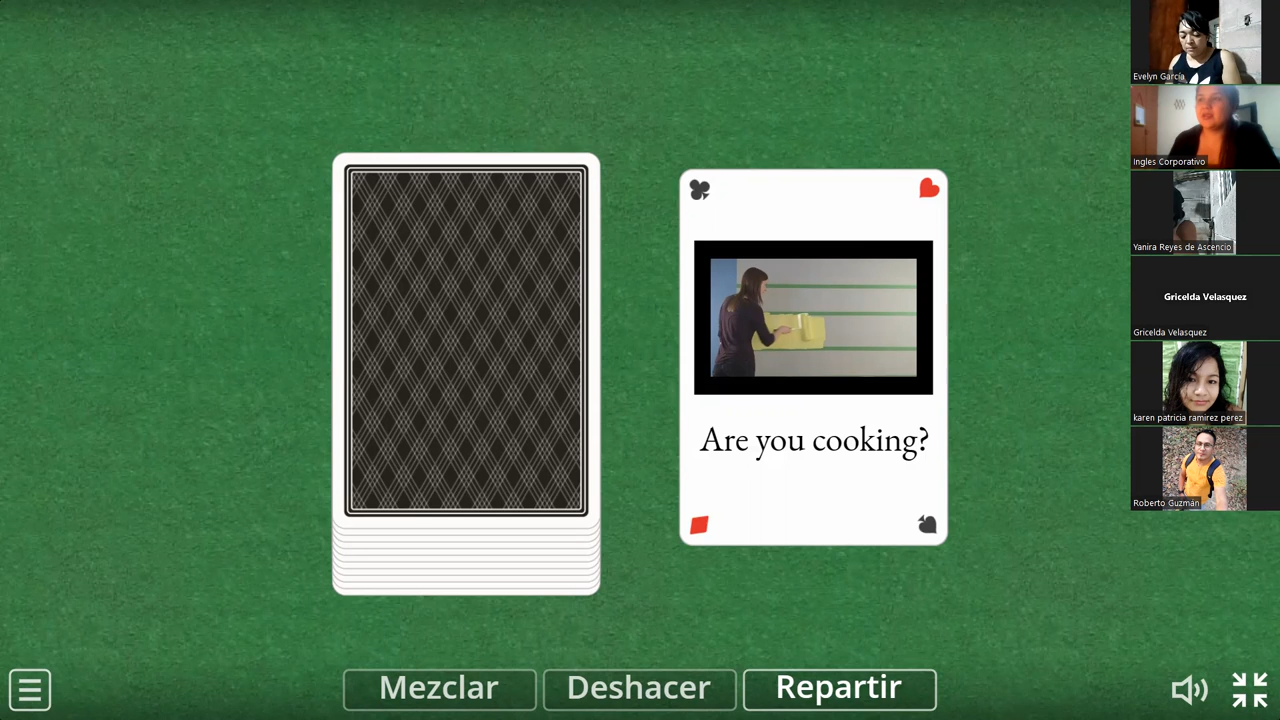 Are you cooking?
Mezclar
Deshacer
Repartir
Evelyn García
Ingles Corporativo
Yanira Reyes de Ascencio
Gricelda Velasquez
Gricelda Velasquez
karen patricia ramirez perez
Roberto Guzmán